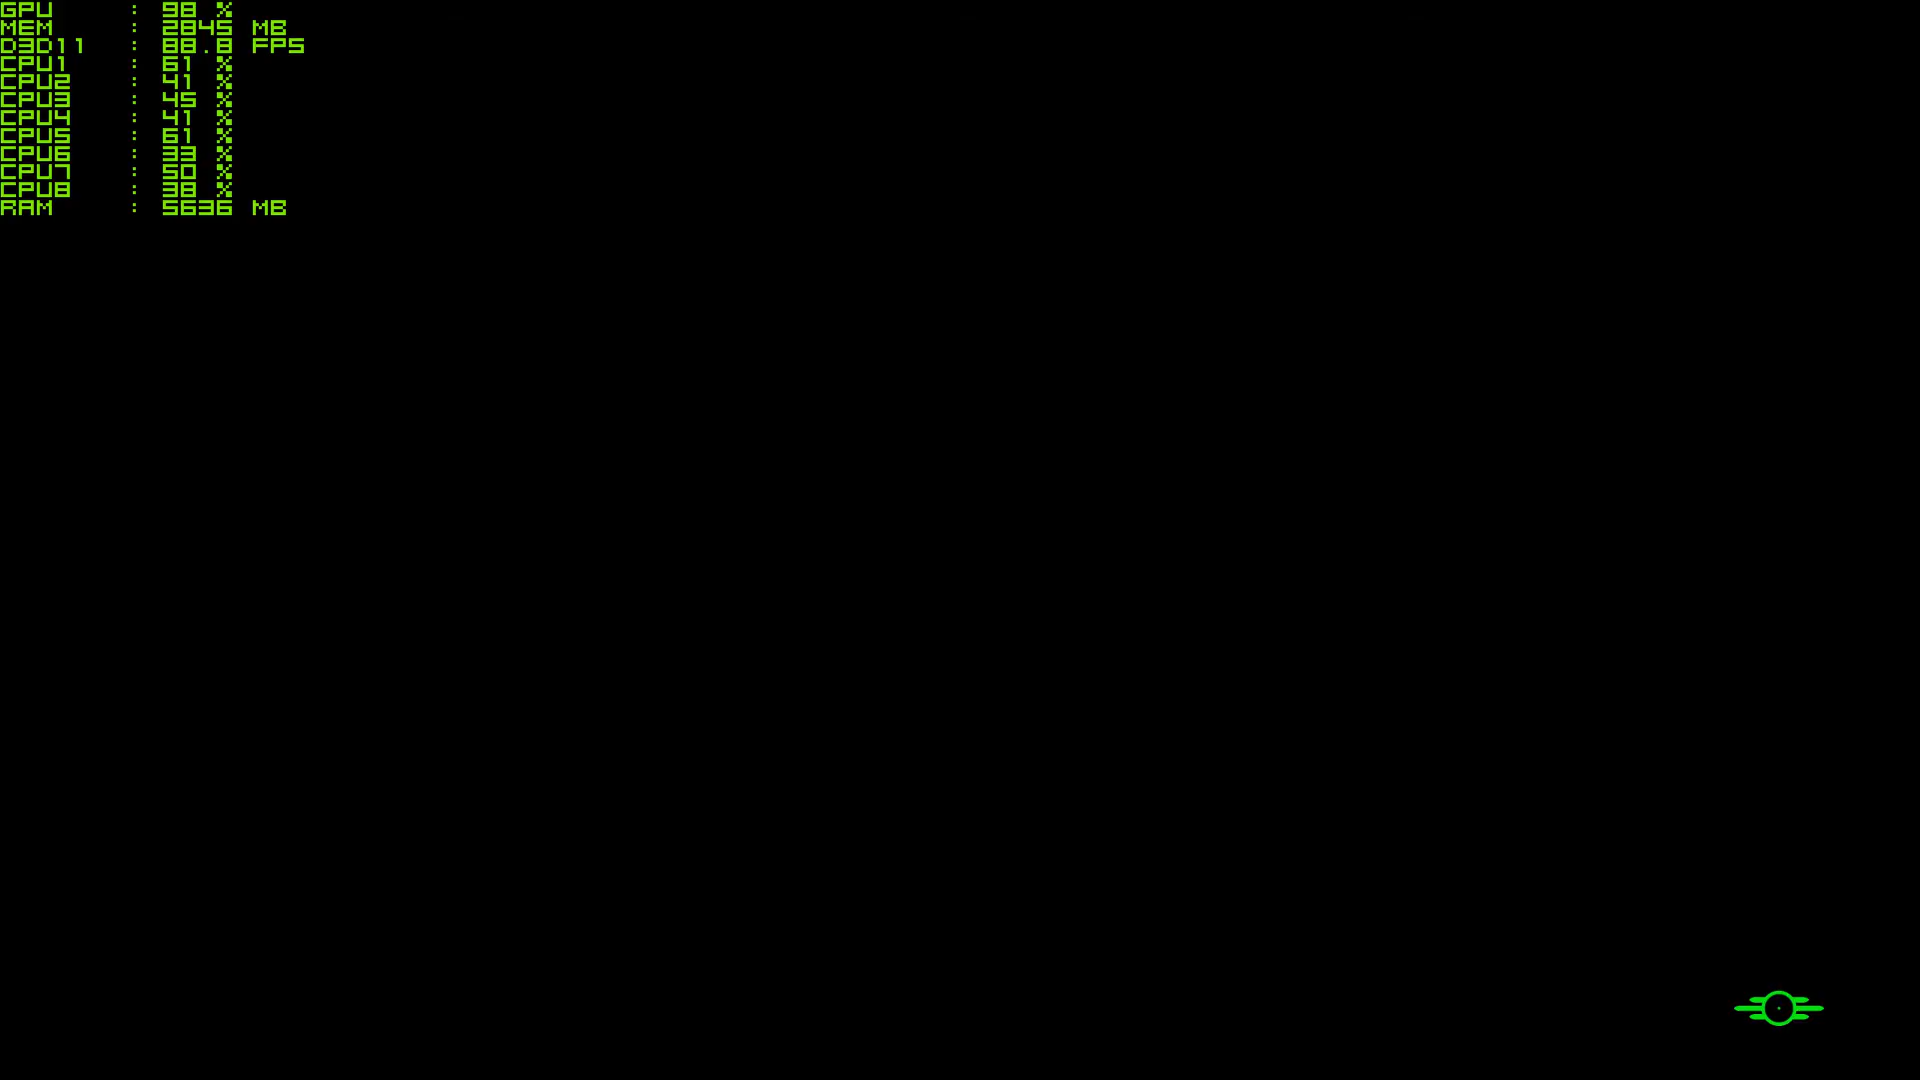 GPU : 98 %
MEM : 2845 MB
D3D11 : 88.8 FPS
CPU1 : 61 %
CPU2 : 41 %
CPU3 : 45 %
CPU4 : 41 %
CPU5 : 61 %
CPU6 : 33 %
CPU7 : 50 %
CPU8 : 38 %
RAM : 5636 MB